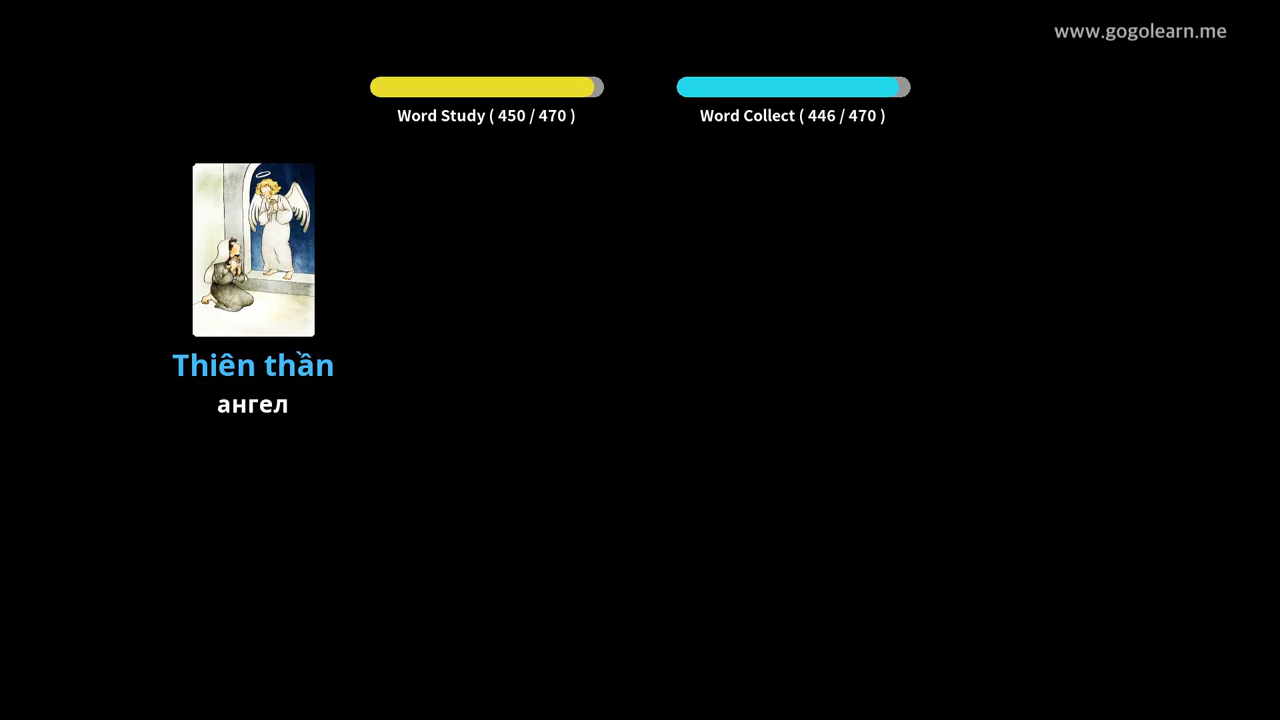 www.gogolearn.me
Word Study ( 450 / 470 )
Word Collect ( 446 / 470 )
Thiên thần
ангел